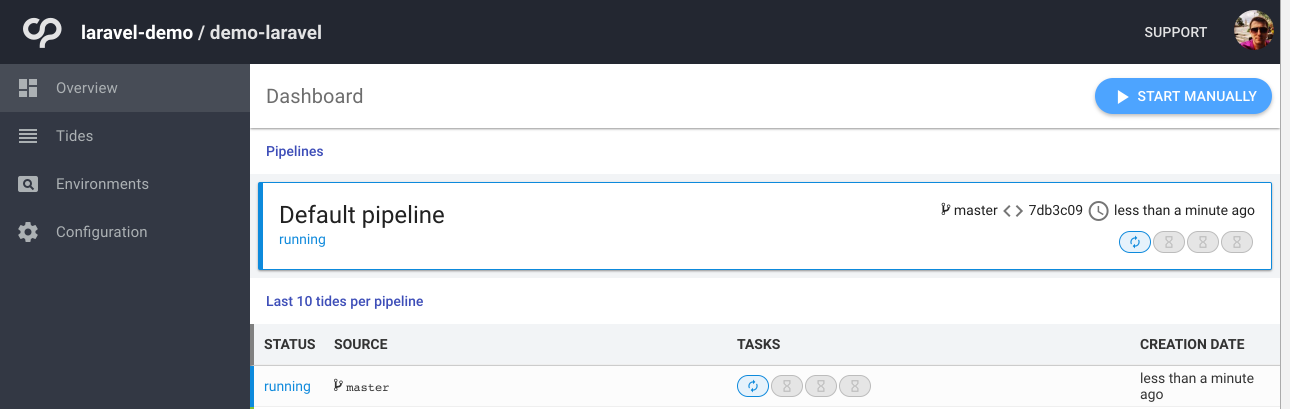 laravel-demo / demo-laravel
SUPPORT
Overview
Tides
Environments
Configuration
Dashboard
START MANUALLY
Pipelines
Default pipeline
running
master 7db3c09 less than a minute ago
Last 10 tides per pipeline
STATUS SOURCE TASKS CREATION DATE
running master less than a minute
ago